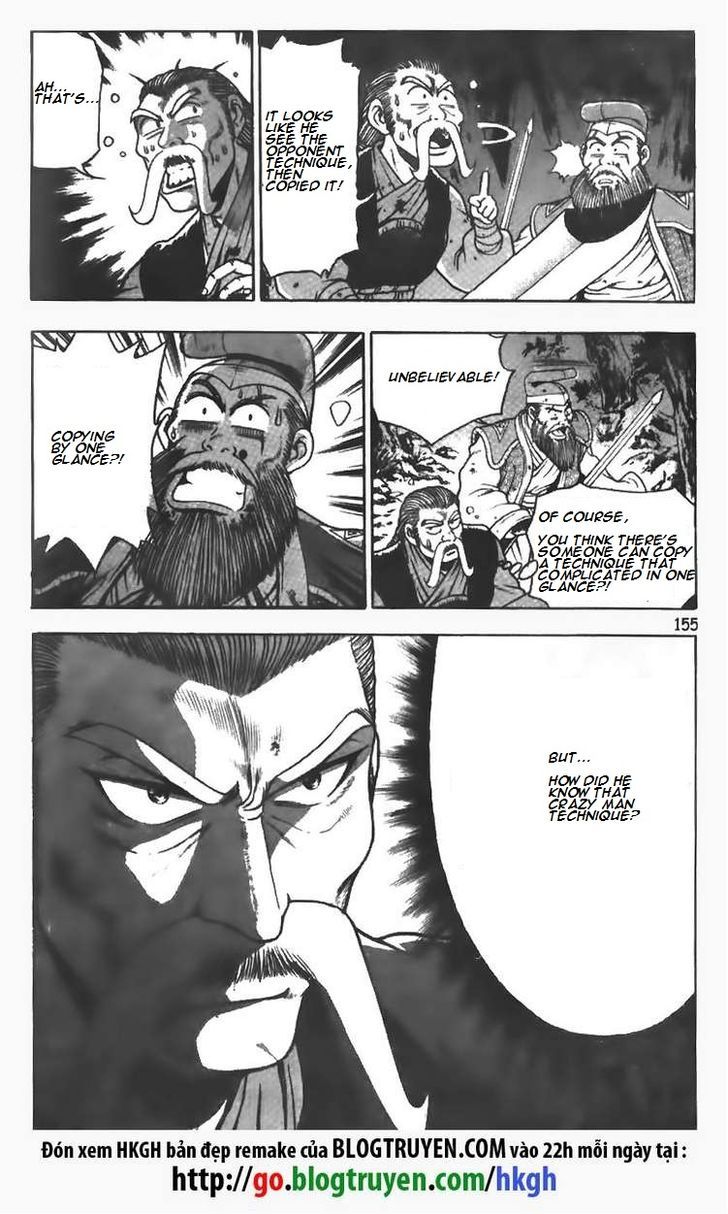 AH...
THAT'S...
IT LOOKS
LIKE HE
SEE THE
OPPONENT
TECHNIQUE,
THEN
COPIED IT!
COPYING
BY ONE
GLANCE?!
UNBELIEVABLE!
OF COURSE,
YOU THINK THERE'S
SOMEONE CAN COPY
A TECHNIQUE THAT
COMPLICATED IN ONE
GLANCE?!
155
BUT...
HOW DID HE
KNOW THAT
CRAZY MAN
TECHNIQUE?
Đón xem HKGH bản đẹp remake của BLOGTRUYEN.COM vào 22h mỗi ngày tại :
http://go.blogtruyen.com/hkgh